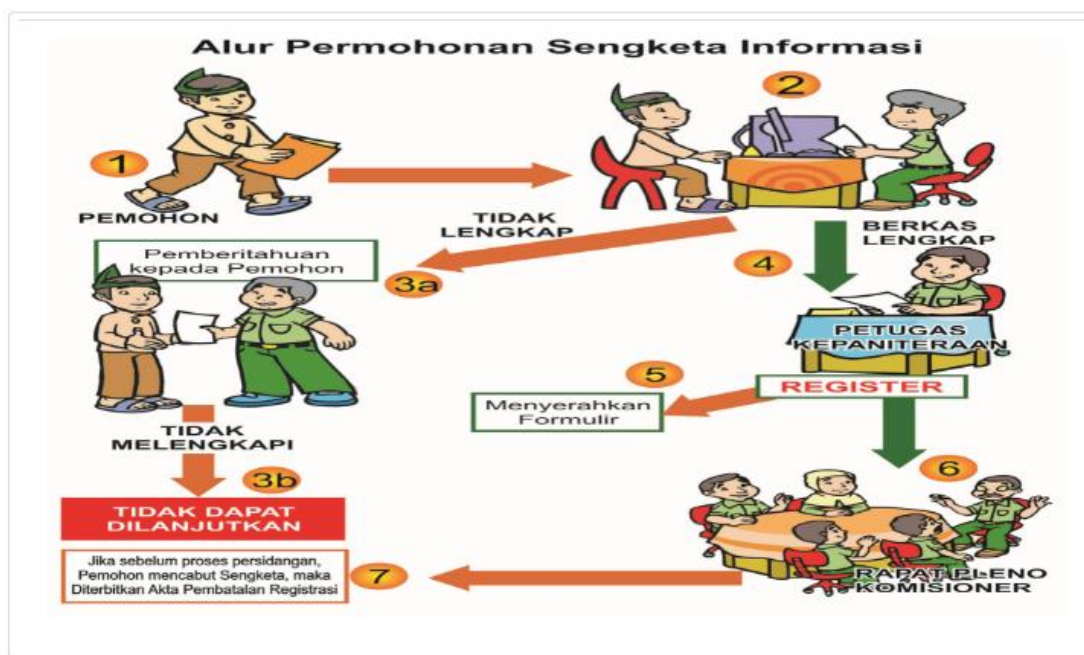 Alur Permohonan Sengketa Informasi
1
PEMOHON
2
TIDAK
LENGKAP
3a
Pemberitahuan
kepada Pemohon
TIDAK
MELENGKAPI
3b
TIDAK DAPAT
DILANJUTKAN
BERKAS
LENGKAP
4
PETUGAS
KEPANITERAAN
REGISTER
5
Menyerahkan
Formulir
6
RAPAT PLENO
KOMISIONER
7
Jika sebelum proses persidangan,
Pemohon mencabut Sengketa, maka
Diterbitkan Akta Pembatalan Registrasi